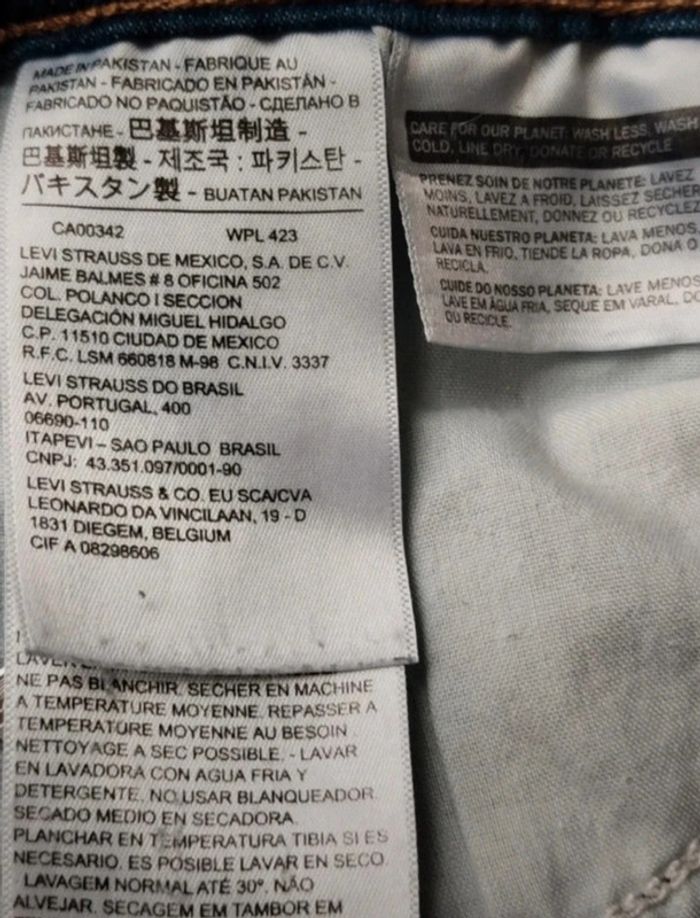 MADE IN PAKISTAN - FABRIQUE AU
PAKISTAN - FABRICADO EN PAKISTÁN -
FABRICADO NO PAQUISTÃO - СДЕЛАНО В
ПАКИСТАНЕ - 巴基斯坦制造 -
巴基斯坦製 - 제조국 : 파키스탄 -
パキスタン製 - BUATAN PAKISTAN
CA00342 WPL 423
LEVI STRAUSS DE MEXICO, S.A. DE C.V.
JAIME BALMES # 8 OFICINA 502
COL. POLANCO I SECCION
DELEGACIÓN MIGUEL HIDALGO
C.P. 11510 CIUDAD DE MEXICO
R.F.C. LSM 660818 M-98 C.N.I.V. 3337
LEVI STRAUSS DO BRASIL
AV. PORTUGAL, 400
06690-110
ITAPEVI – SAO PAULO BRASIL
CNPJ: 43.351.097/0001-90
LEVI STRAUSS & CO. EU SCA/CVA
LEONARDO DA VINCILAAN, 19 - D
1831 DIEGEM, BELGIUM
CIF A 08298606
NE PAS BLANCHIR. SECHER EN MACHINE
A TEMPERATURE MOYENNE. REPASSER A
TEMPERATURE MOYENNE AU BESOIN.
NETTOYAGE A SEC POSSIBLE. - LAVAR
EN LAVADORA CON AGUA FRIA Y
DETERGENTE. NO USAR BLANQUEADOR.
SECADO MEDIO EN SECADORA.
PLANCHAR EN TEMPERATURA TIBIA SI ES
NECESARIO. ES POSIBLE LAVAR EN SECO.
LAVAGEM NORMAL ATÉ 30º. NÃO
ALVEJAR. SECAGEM EM TAMBOR EM
CARE FOR OUR PLANET: WASH LESS, WASH
COLD, LINE DRY, DONATE OR RECYCLE
PRENEZ SOIN DE NOTRE PLANETE: LAVEZ
MOINS, LAVEZ A FROID, LAISSEZ SECHER
NATURELLEMENT, DONNEZ OU RECYCLEZ
CUIDA NUESTRO PLANETA: LAVA MENOS,
LAVA EN FRIO, TIENDE LA ROPA, DONA O
RECICLA.
CUIDE DO NOSSO PLANETA: LAVE MENOS
LAVE EM ÁGUA FRIA, SEQUE EM VARAL, DO
OU RECICLE.